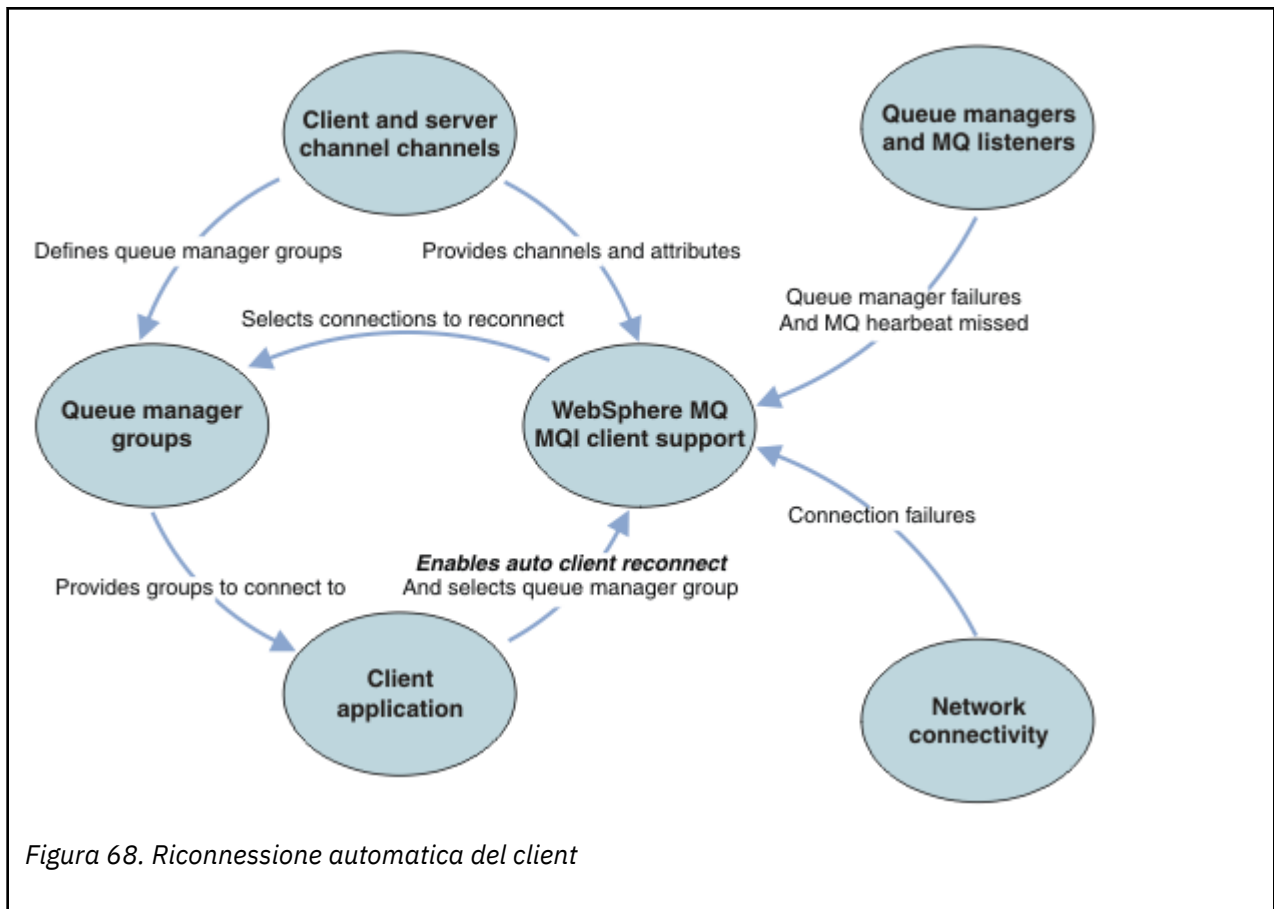 Client and server
channel channels
Queue managers
and MQ listeners
Defines queue manager groups
Provides channels and attributes
Queue manager failures
And MQ hearbeat missed
Selects connections to reconnect
Queue manager
groups
WebSphere MQ
MQI client support
Connection failures
Enables auto client reconnect
And selects queue manager group
Provides groups to connect to
Client
application
Network
connectivity
Figura 68. Riconnessione automatica del client